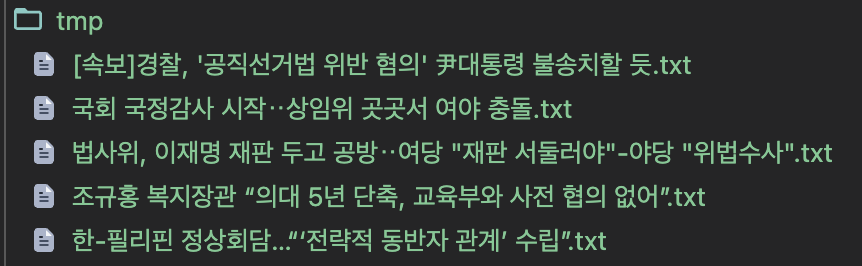 tmp
[속보]경찰, '공직선거법 위반 혐의' 尹대통령 불송치할 듯.txt
국회 국정감사 시작··상임위 곳곳서 여야 충돌.txt
법사위, 이재명 재판 두고 공방··여당 "재판 서둘러야"-야당 "위법수사".txt
조규홍 복지장관 “의대 5년 단축, 교육부와 사전 협의 없어”.txt
한-필리핀 정상회담…“‘전략적 동반자 관계’ 수립”.txt